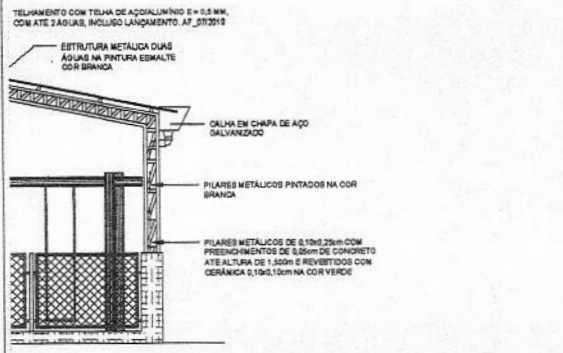 TELHAMENTO COM TELHA DE AÇO/ALUMÍNIO E = 0,5 MM,
COM ATÉ 2 ÁGUAS, INCLUSO IÇAMENTO. AF_07/2019
ESTRUTURA METÁLICA DUAS
ÁGUAS NA PINTURA ESMALTE
COR BRANCA
CALHA EM CHAPA DE AÇO
GALVANIZADO
PILARES METÁLICOS PINTADOS NA COR
BRANCA
PILARES METÁLICOS DE 0,10x0,25cm COM
PREENCHIMENTOS DE 0,05cm DE CONCRETO
ATÉ ALTURA DE 1,500m E REVESTIDOS COM
CERÂMICA 0,10x0,10cm NA COR VERDE